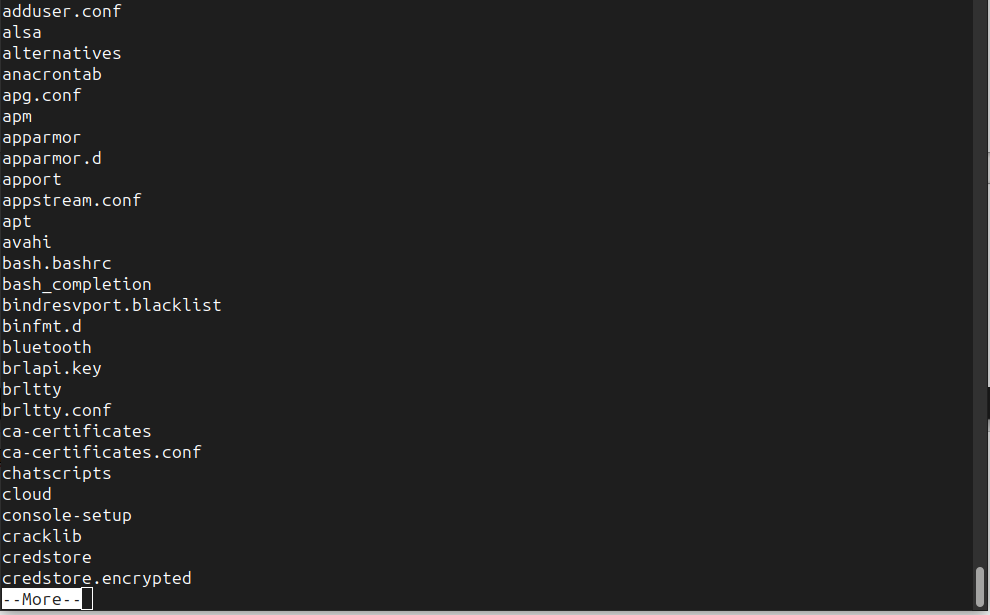 adduser.conf
alsa
alternatives
anacrontab
apg.conf
apm
apparmor
apparmor.d
apport
appstream.conf
apt
avahi
bash.bashrc
bash_completion
bindresvport.blacklist
binfmt.d
bluetooth
brlapi.key
brltty
brltty.conf
ca-certificates
ca-certificates.conf
chatscripts
cloud
console-setup
cracklib
credstore
credstore.encrypted
--More--